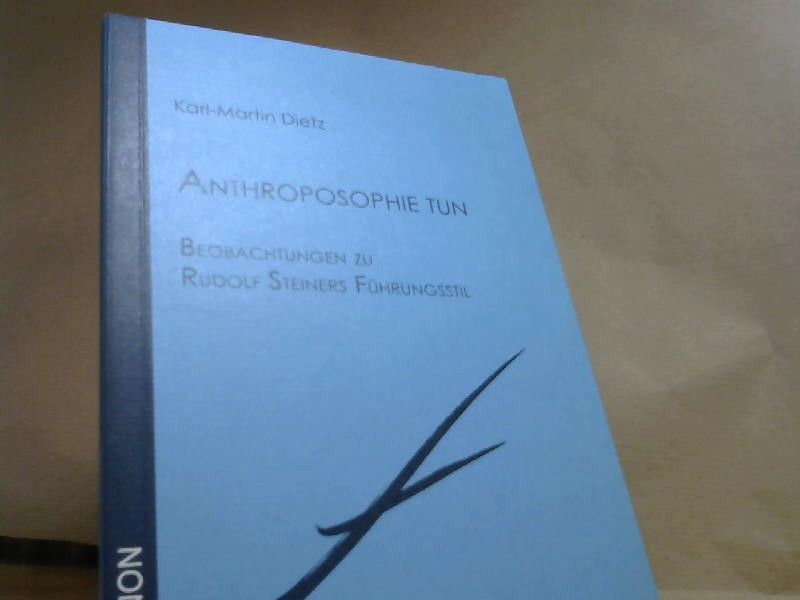 Karl-Martin Dietz
ANTHROPOSOPHIE TUN
BEOBACHTUNGEN ZU
RUDOLF STEINERS FÜHRUNGSSTIL